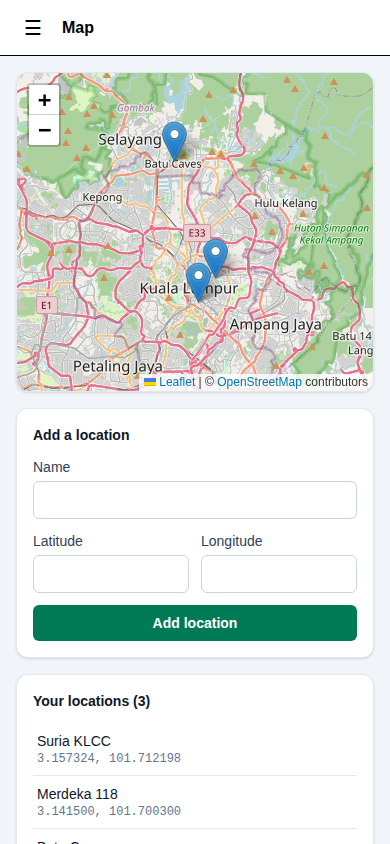 ☰ Map
Gombak
+
Selayang
−
Batu Caves
Kepong
Hulu Kelang
E33
Hutan Simpanan
Kekal Ampang
Kuala L
mpur
E1
Ampang Jaya
Batu 14
Lang
Petaling Jaya
Leaflet | © OpenStreetMap contributors
Add a location
Name
Latitude
Longitude
Add location
Your locations (3)
Suria KLCC
3.157324, 101.712198
Merdeka 118
3.141500, 101.700300